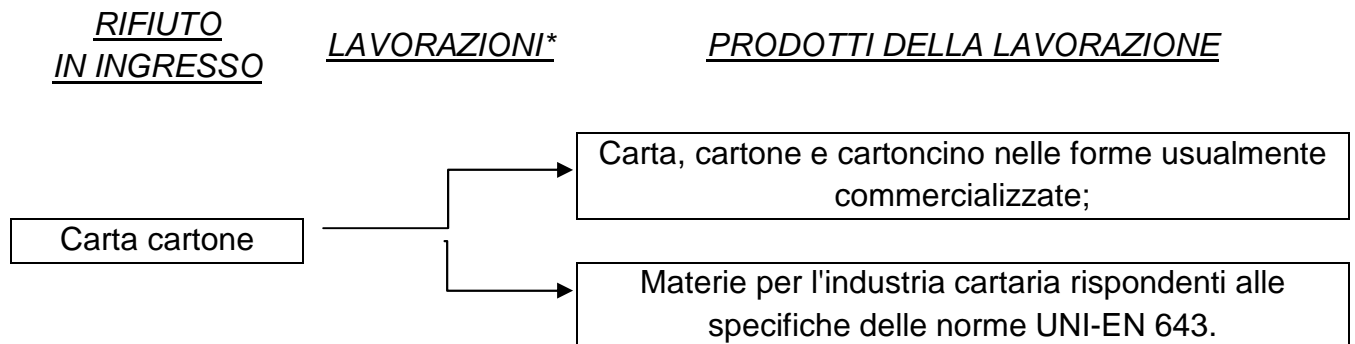 RIFIUTO
IN INGRESSO
LAVORAZIONI*
PRODOTTI DELLA LAVORAZIONE
Carta cartone
Carta, cartone e cartoncino nelle forme usualmente
commercializzate;
Materie per l'industria cartaria rispondenti alle
specifiche delle norme UNI-EN 643.